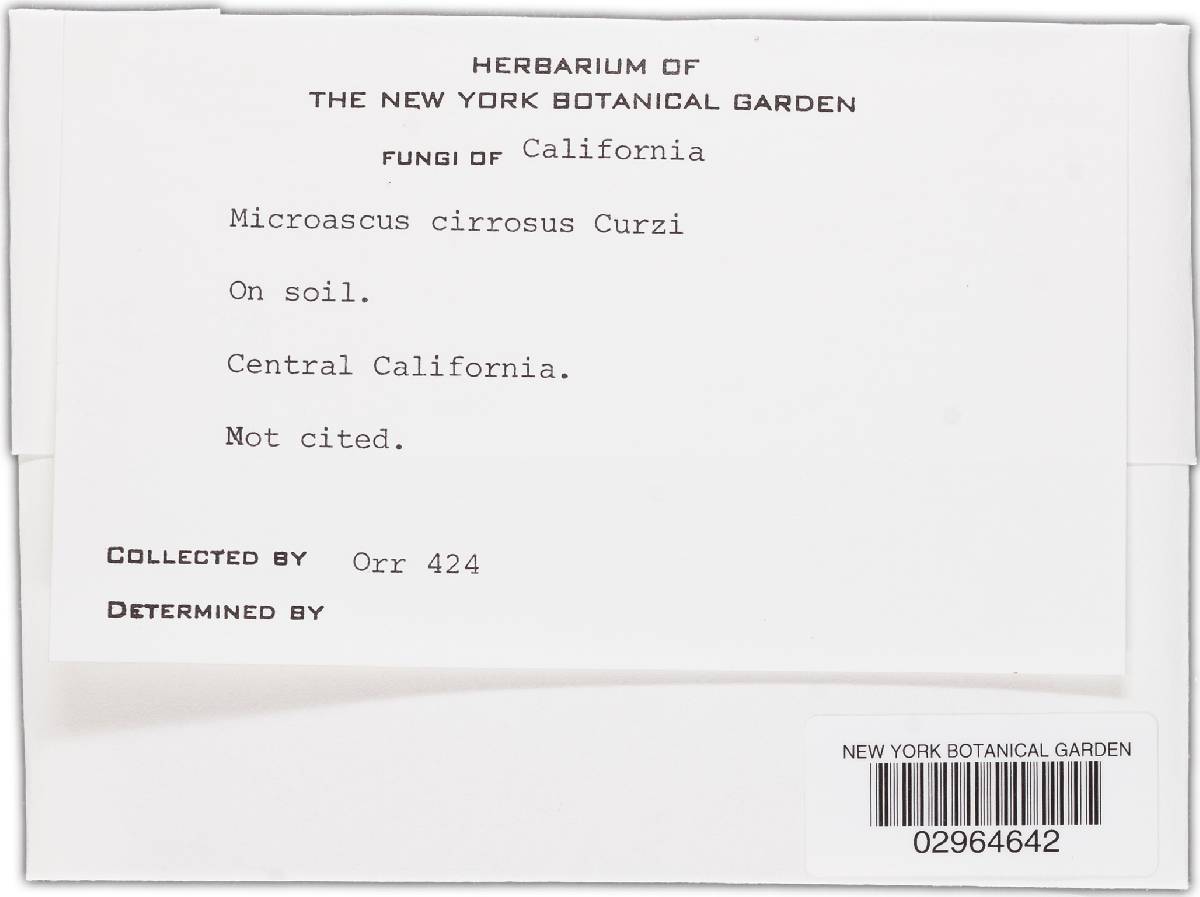 HERBARIUM OF
THE NEW YORK BOTANICAL GARDEN
FUNGI OF California
Microascus cirrosus Curzi
On soil.
Central California.
Not cited.
COLLECTED BY Orr 424
DETERMINED BY
NEW YORK BOTANICAL GARDEN
02964642